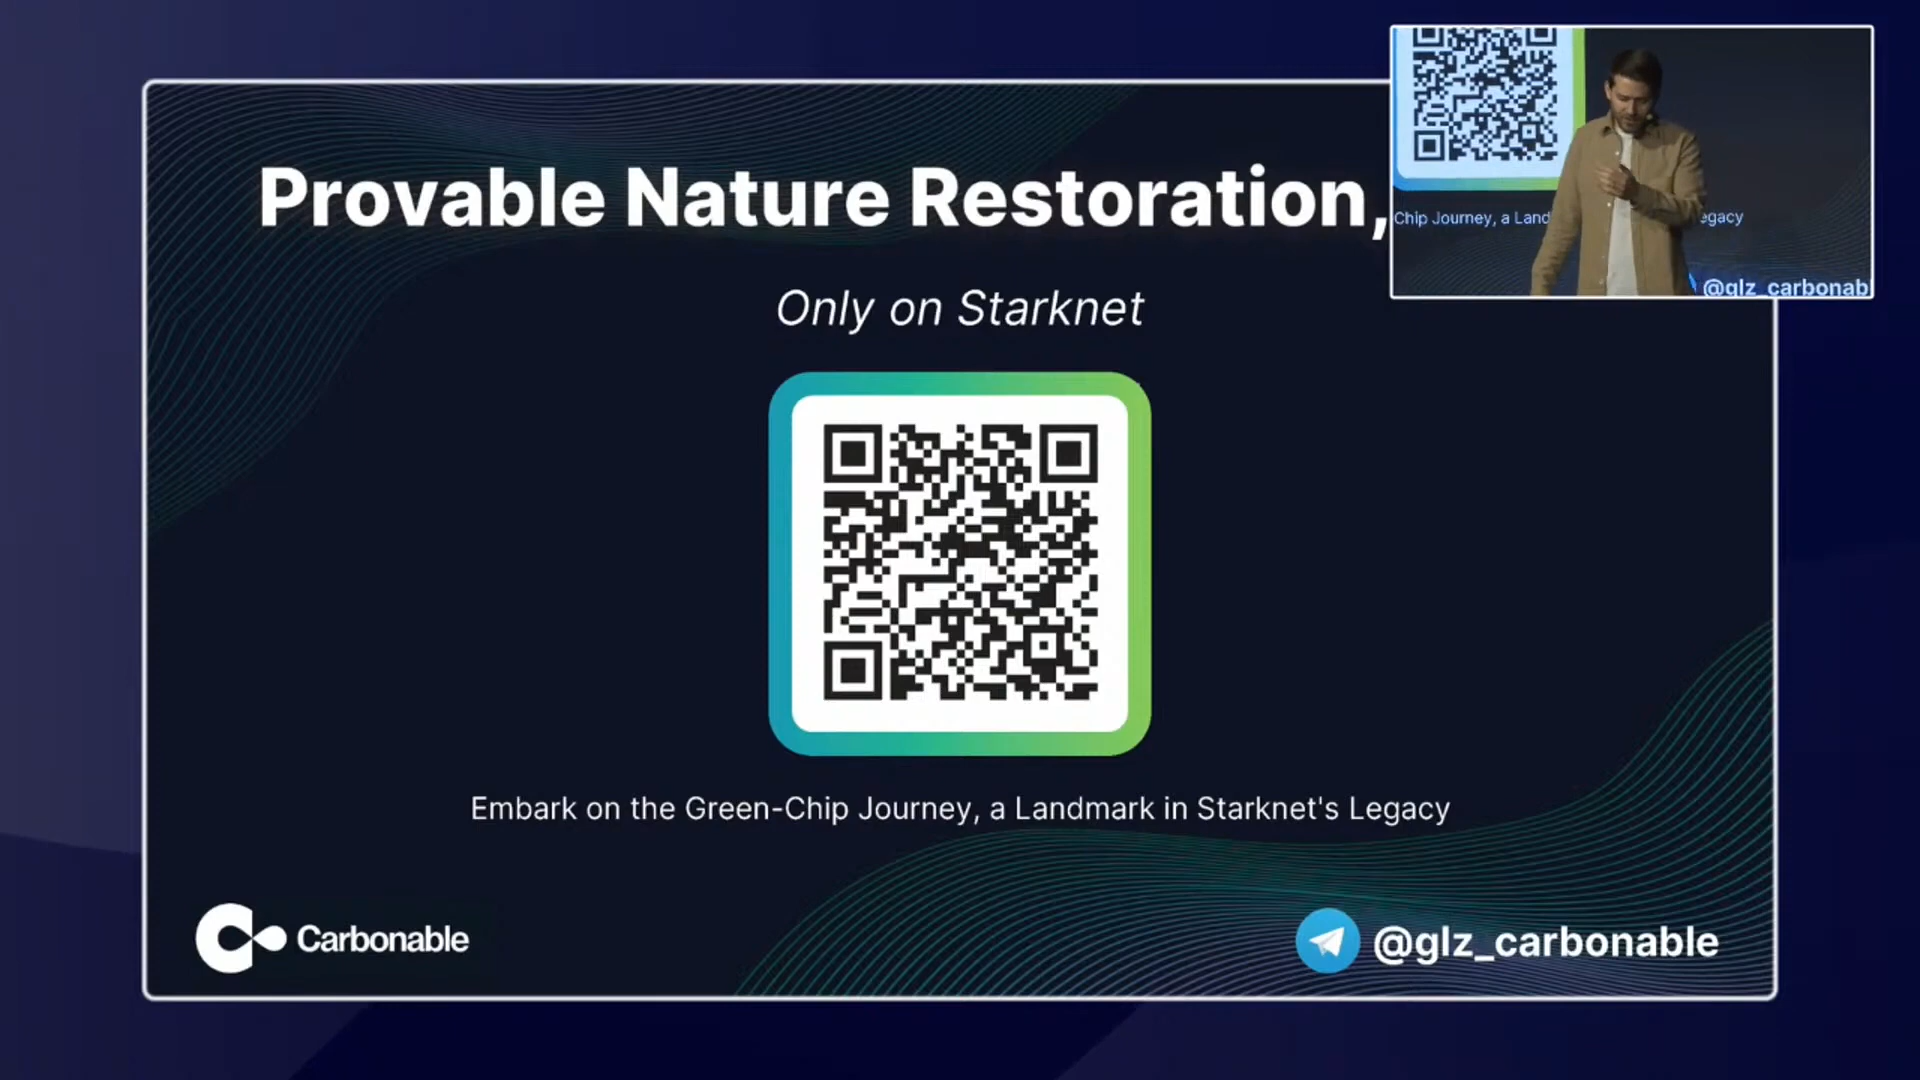 Provable Nature Restoration,
Only on Starknet
Embark on the Green-Chip Journey, a Landmark in Starknet's Legacy
Carbonable
@glz_carbonable
Chip Journey, a Land
egacy
@glz_carbonab